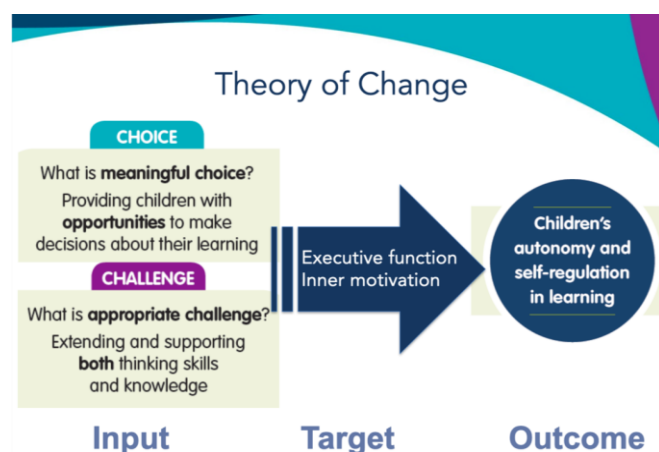 Theory of Change
CHOICE
What is meaningful choice?
Providing children with
opportunities to make
decisions about their learning
CHALLENGE
What is appropriate challenge?
Extending and supporting
both thinking skills
and knowledge
Executive function
Inner motivation
Children's
autonomy and
self-regulation
in learning
Input
Target
Outcome